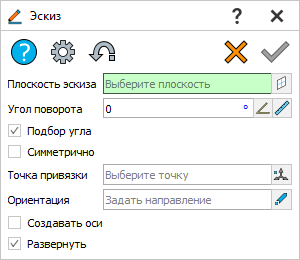 Эскиз
Плоскость эскиза Выберите плоскость
Угол поворота 0 °
Подбор угла
Симметрично
Точка привязки Выберите точку
Ориентация Задать направление
Создавать оси
Развернуть